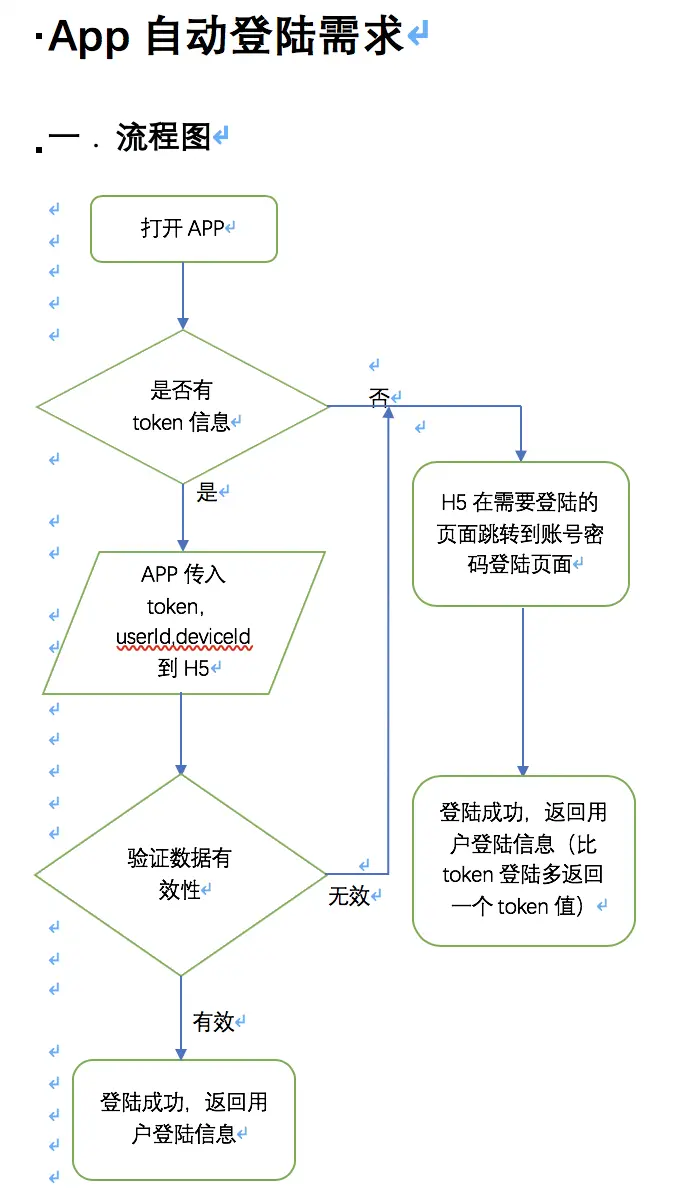 App 自动登陆需求
一．流程图
打开 APP
是否有
token 信息
否
是
H5 在需要登陆的
页面跳转到账号密
码登陆页面
APP 传入
token，
userId,deviceId
到 H5
验证数据有
效性
无效
登陆成功，返回用
户登陆信息（比
token 登陆多返回
一个 token 值）
有效
登陆成功，返回用
户登陆信息